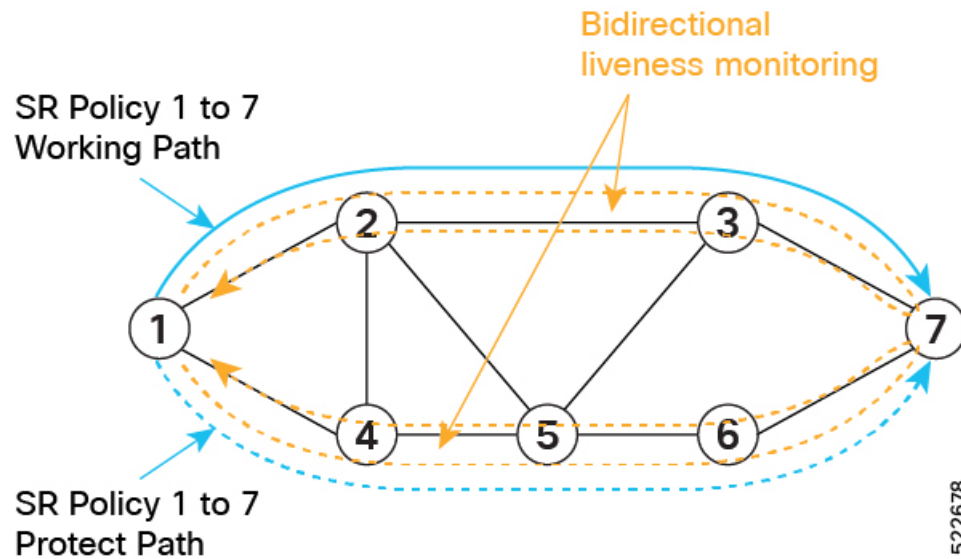 Bidirectional
liveness monitoring
SR Policy 1 to 7
Working Path
2
3
1
7
4
5
6
SR Policy 1 to 7
Protect Path
522678